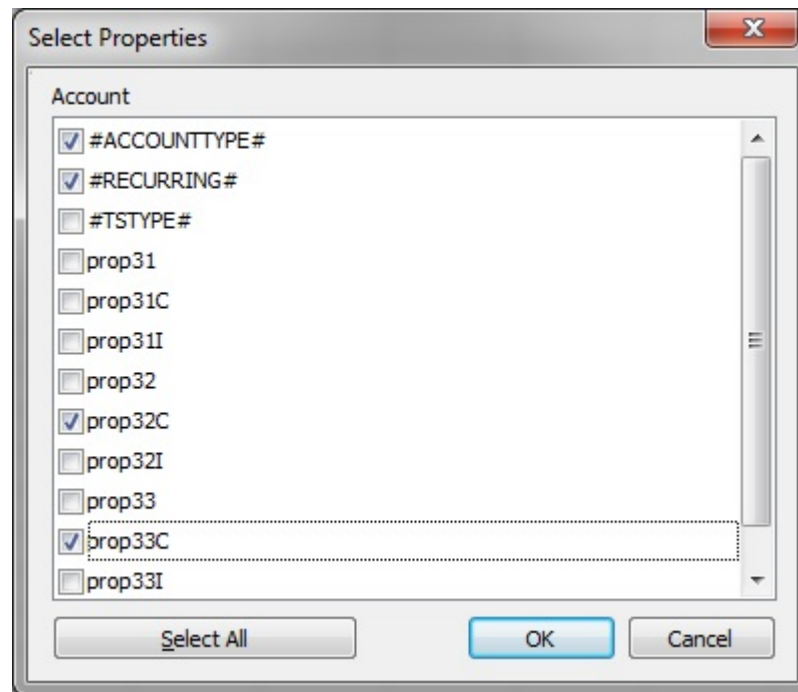 Select Properties
Account
#ACCOUNTTYPE#
#RECURRING#
#TSTYPE#
prop31
prop31C
prop31I
prop32
prop32C
prop32I
prop33
prop33C
prop33I
Select All OK Cancel